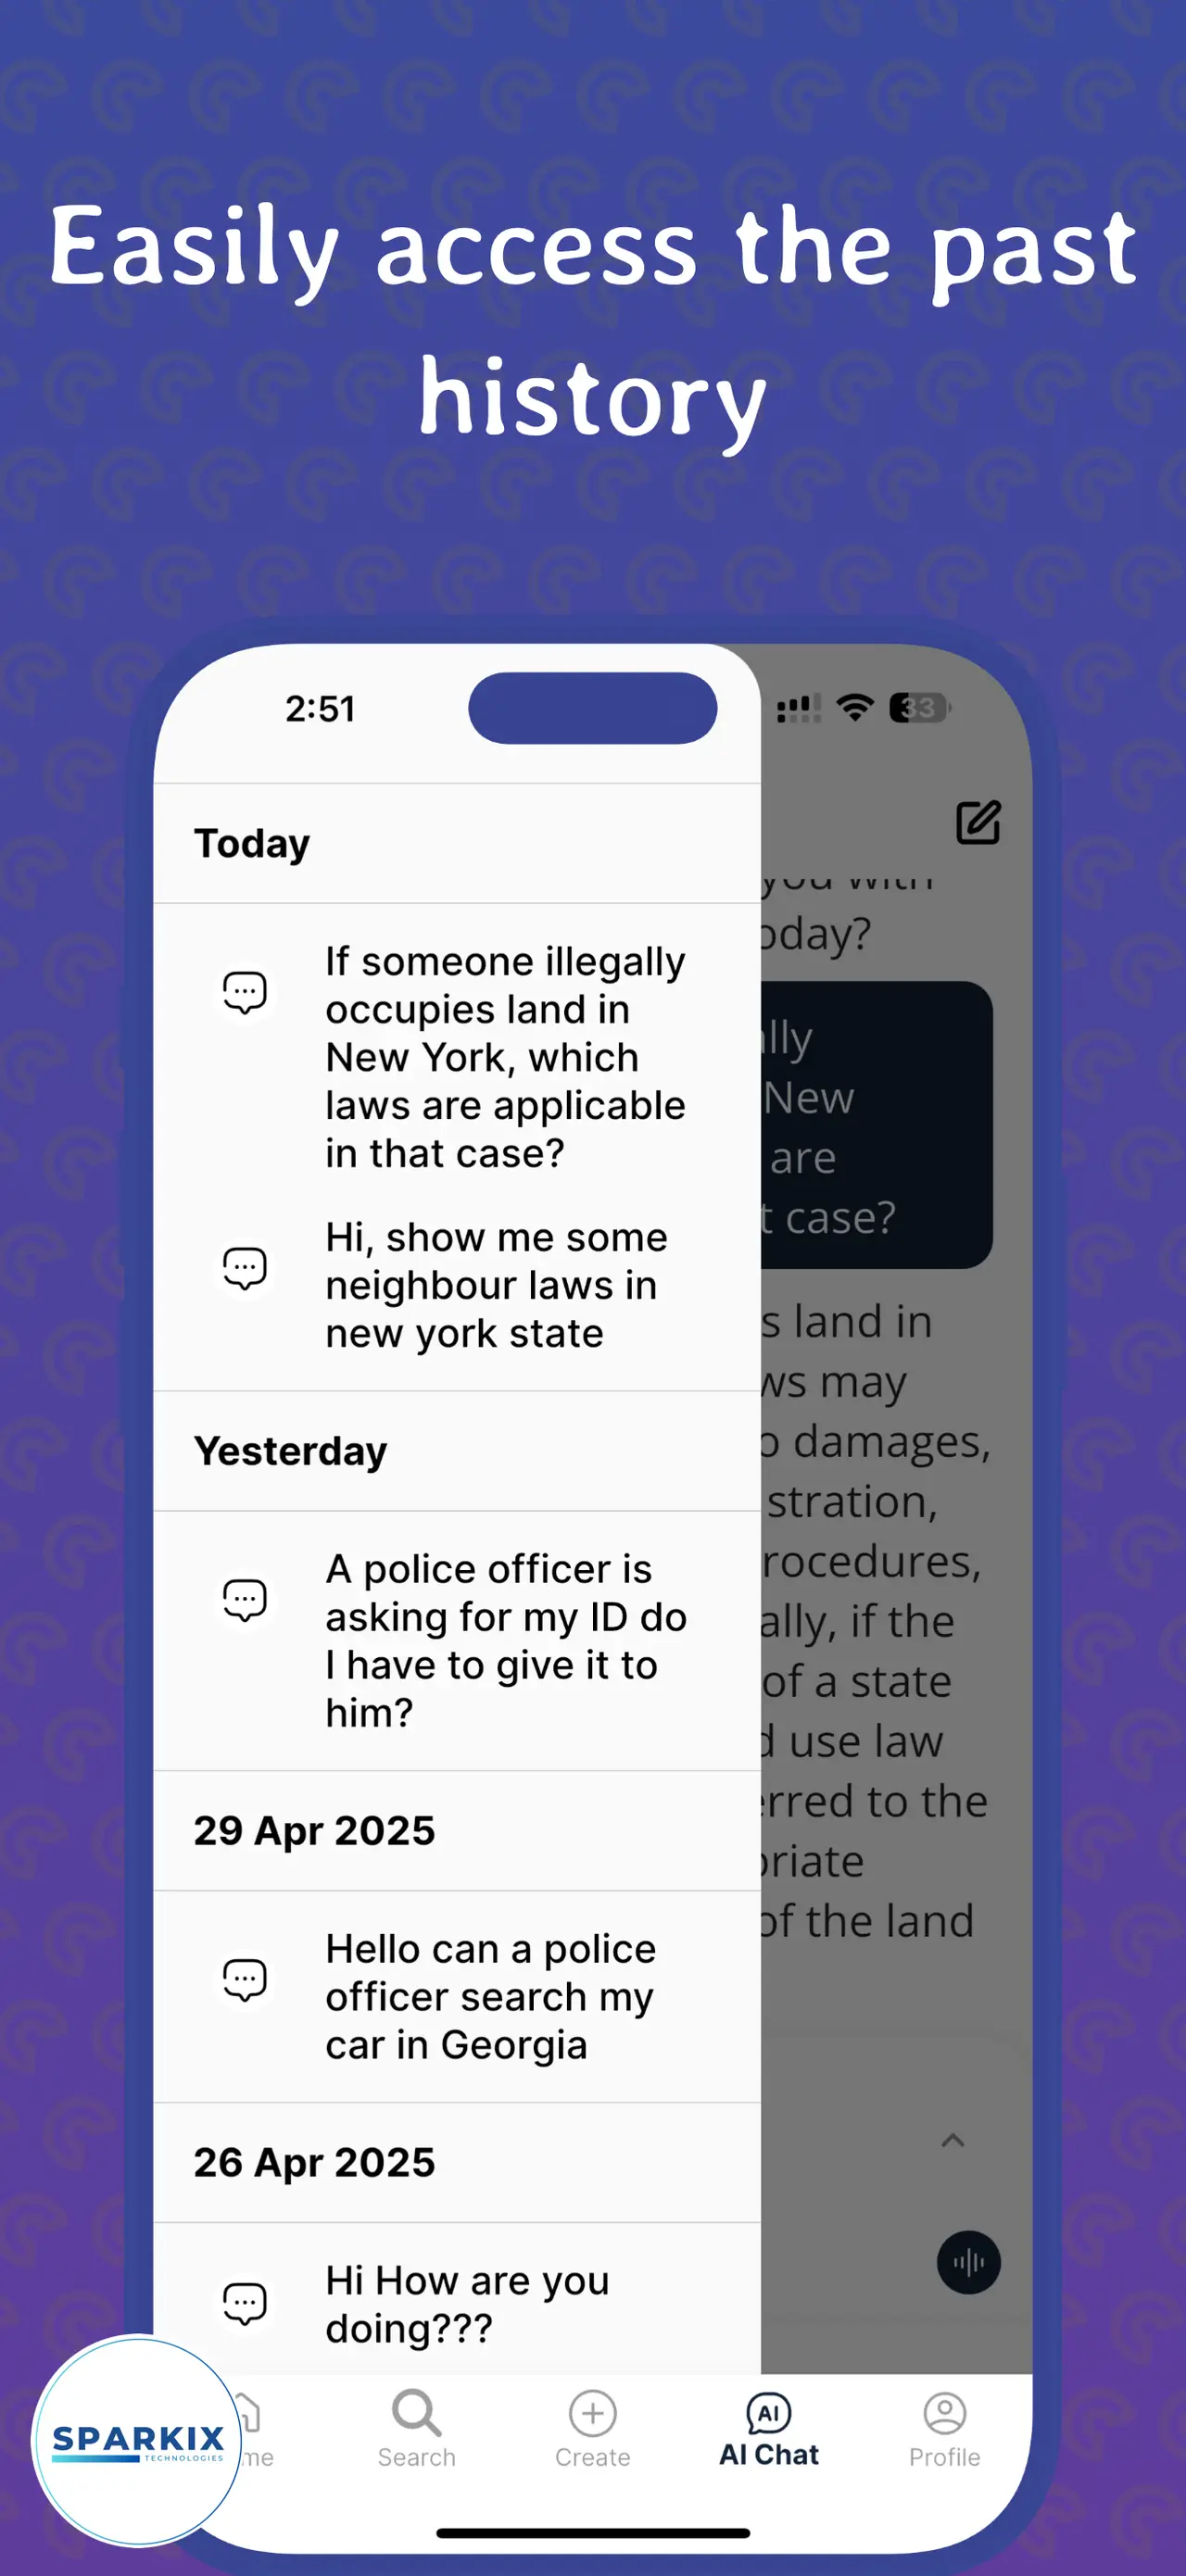 Easily access the past
history
2:51
33
Today
If someone illegally
occupies land in
New York, which
laws are applicable
in that case?
Hi, show me some
neighbour laws in
new york state
Yesterday
A police officer is
asking for my ID do
I have to give it to
him?
29 Apr 2025
Hello can a police
officer search my
car in Georgia
26 Apr 2025
Hi How are you
doing???
you with
oday?
lly
New
are
t case?
s land in
ws may
o damages,
stration,
rocedures,
ally, if the
of a state
d use law
erred to the
priate
of the land
me
Search
Create
AI
AI Chat
Profile
SPARKIX
TECHNOLOGIES